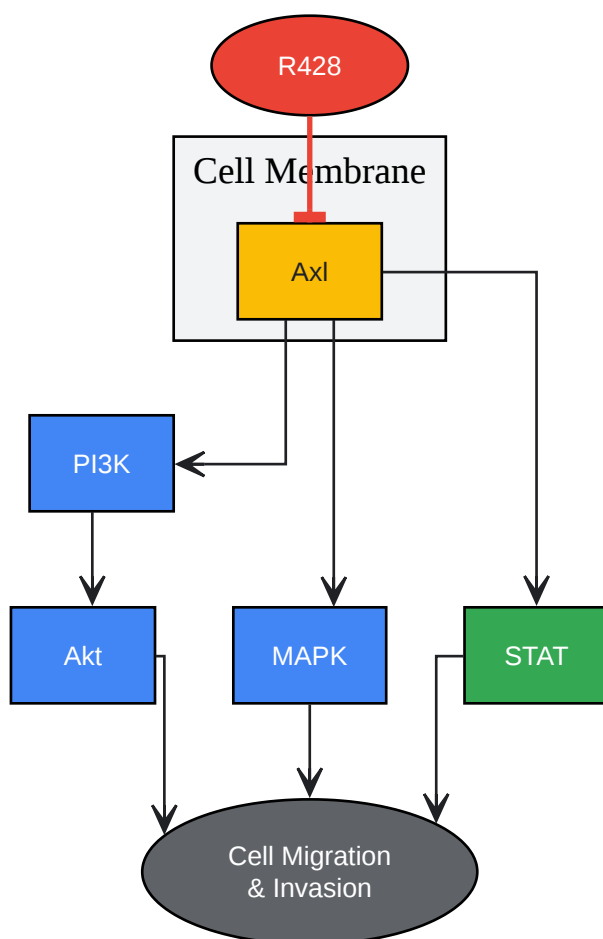 R428
Cell Membrane
Axl
PI3K
Akt
MAPK
STAT
Cell Migration
& Invasion